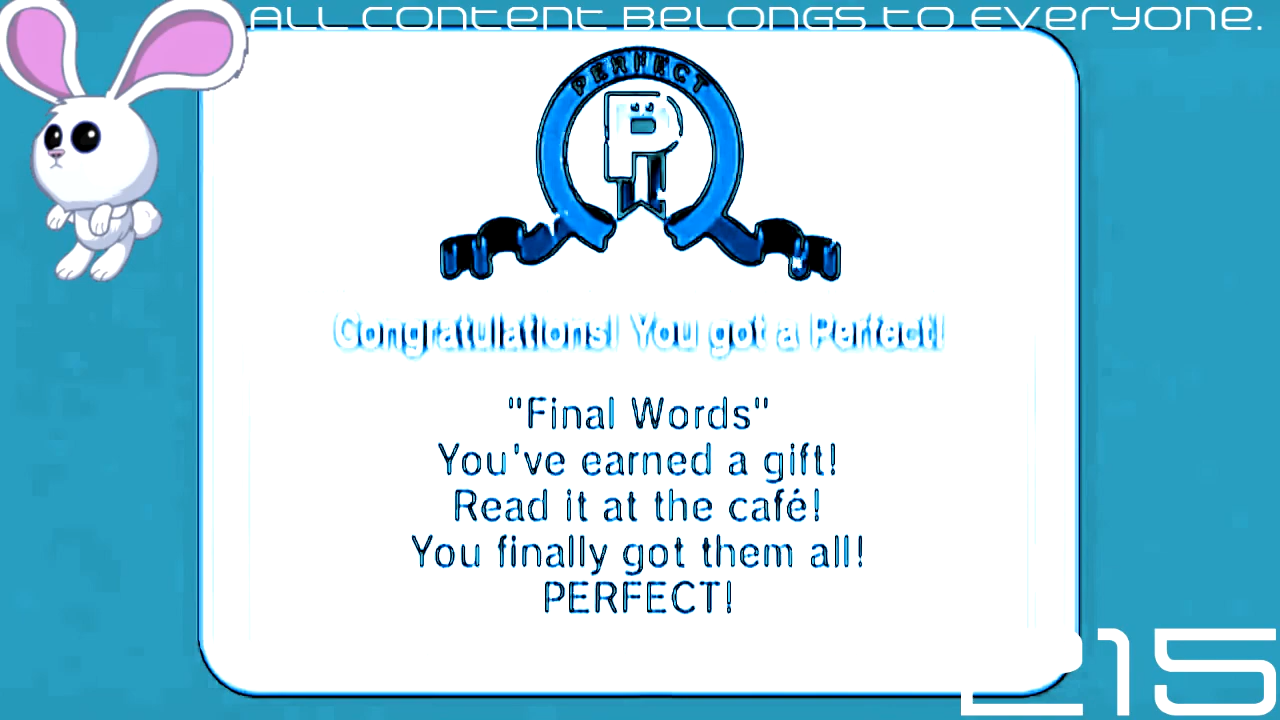 ALL CONTENT BELONGS TO EVERYONE.
PERFECT
P
Congratulations! You got a Perfect!
"Final Words"
You've earned a gift!
Read it at the café!
You finally got them all!
PERFECT!
215